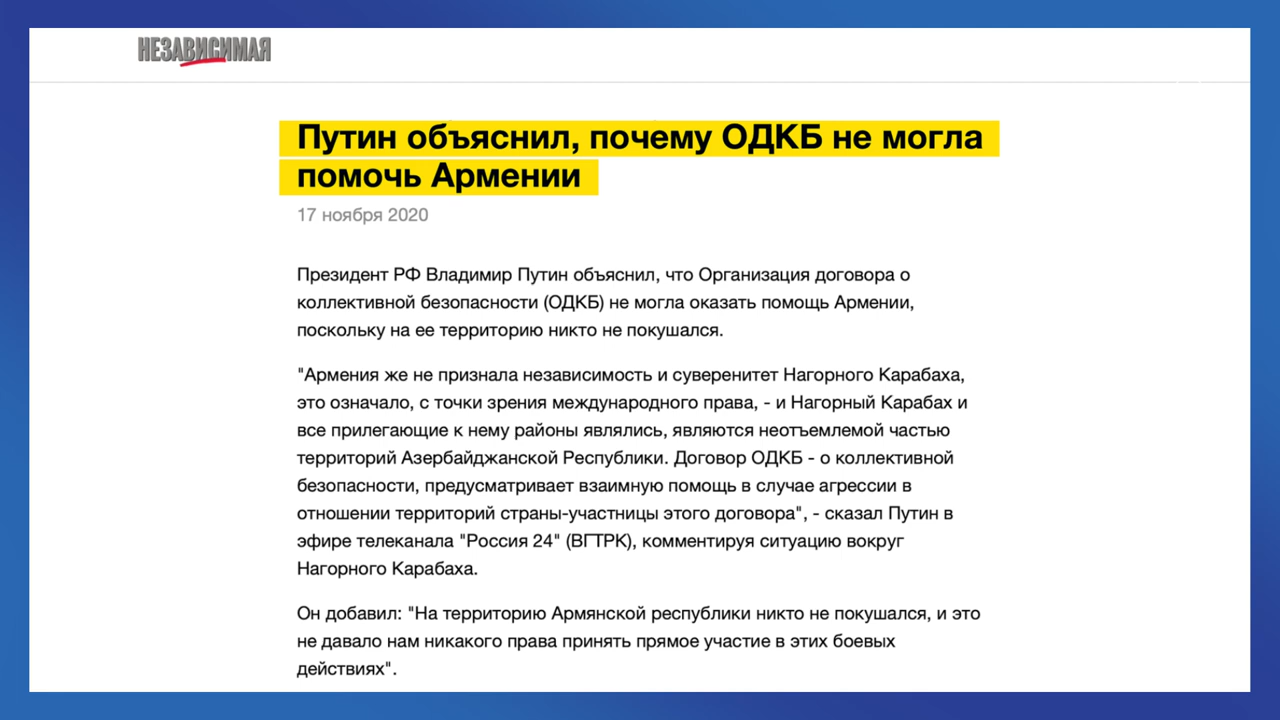 НЕЗАВИСИМАЯ
Путин объяснил, почему ОДКБ не могла
помочь Армении
17 ноября 2020
Президент РФ Владимир Путин объяснил, что Организация договора о
коллективной безопасности (ОДКБ) не могла оказать помощь Армении,
поскольку на ее территорию никто не покушался.
"Армения же не признала независимость и суверенитет Нагорного Карабаха,
это означало, с точки зрения международного права, - и Нагорный Карабах и
все прилегающие к нему районы являлись, являются неотъемлемой частью
территорий Азербайджанской Республики. Договор ОДКБ - о коллективной
безопасности, предусматривает взаимную помощь в случае агрессии в
отношении территорий страны-участницы этого договора", - сказал Путин в
эфире телеканала "Россия 24" (ВГТРК), комментируя ситуацию вокруг
Нагорного Карабаха.
Он добавил: "На территорию Армянской республики никто не покушался, и это
не давало нам никакого права принять прямое участие в этих боевых
действиях".